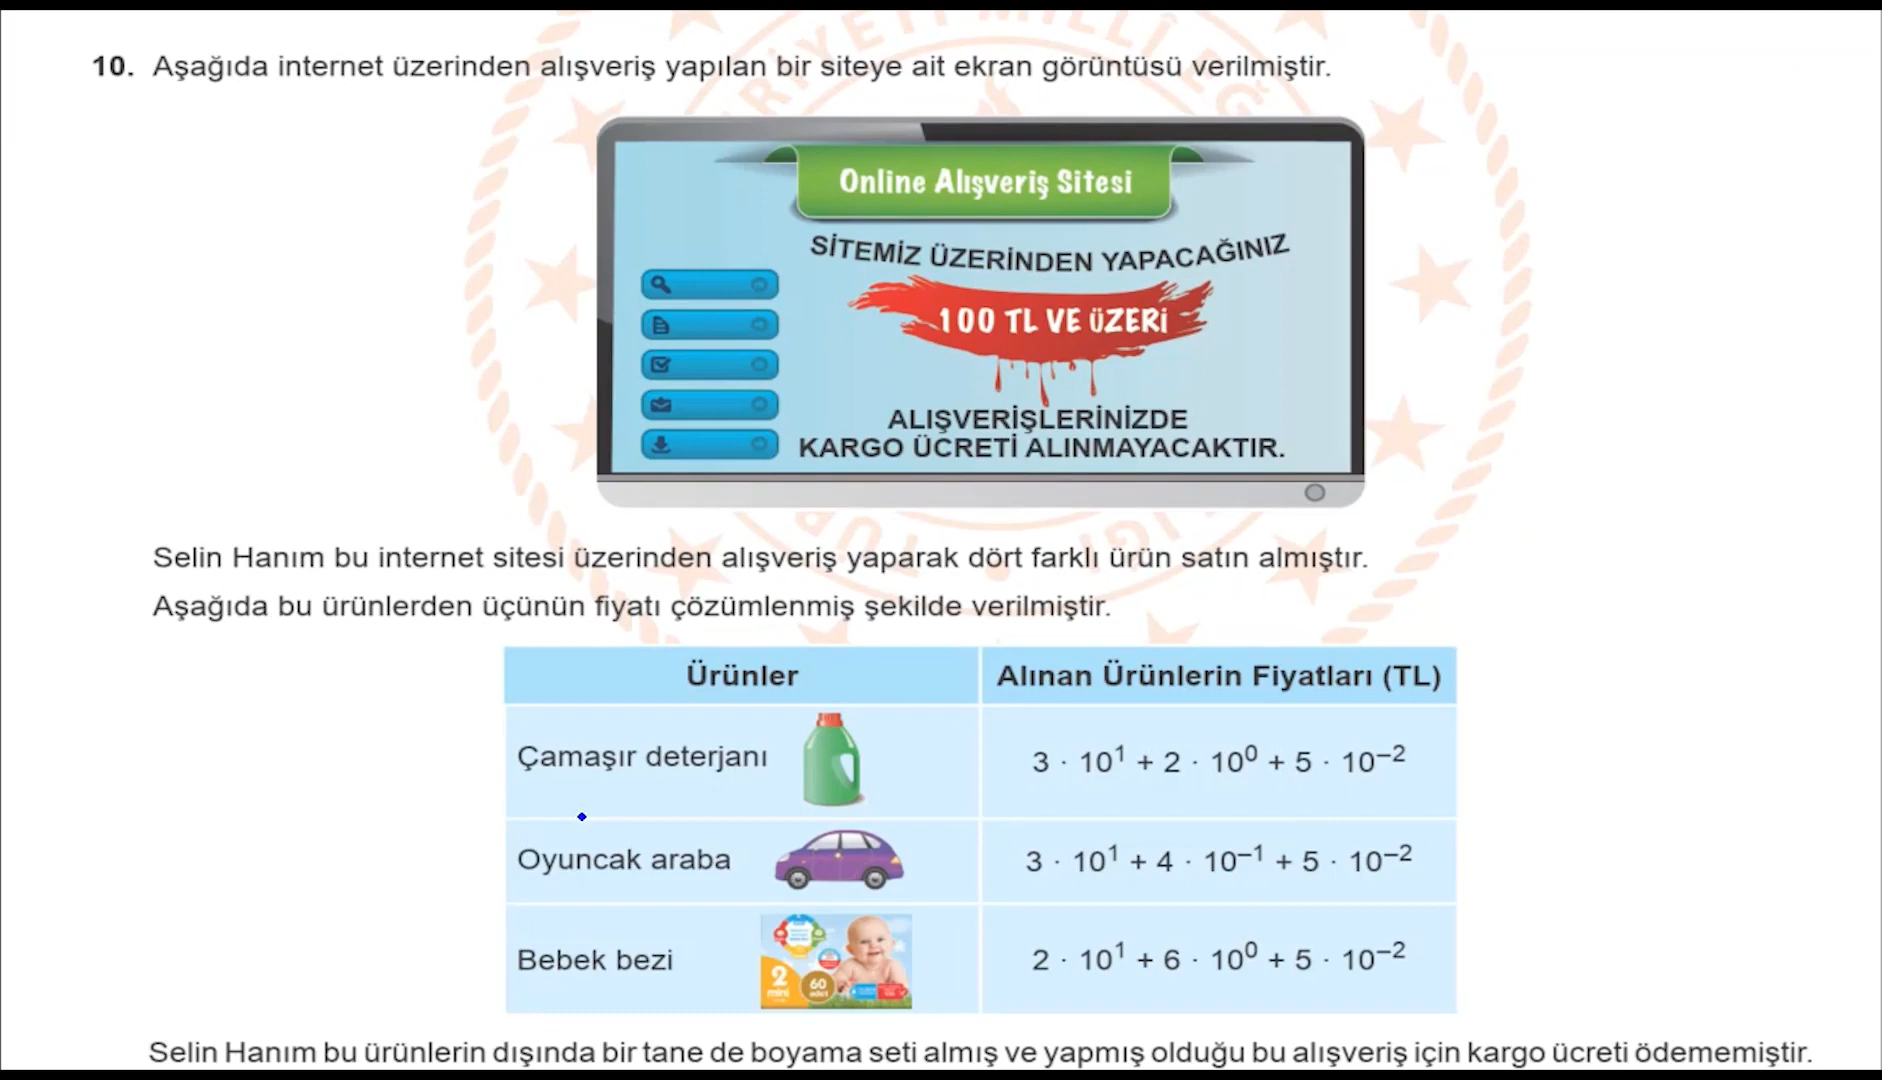 10. Aşağıda internet üzerinden alışveriş yapılan bir siteye ait ekran görüntüsü verilmiştir.
Online Alışveriş Sitesi
SİTEMİZ ÜZERİNDEN YAPACAĞINIZ
100 TL VE ÜZERİ
ALIŞVERİŞLERİNİZDE
KARGO ÜCRETİ ALINMAYACAKTIR.
Selin Hanım bu internet sitesi üzerinden alışveriş yaparak dört farklı ürün satın almıştır.
Aşağıda bu ürünlerden üçünün fiyatı çözümlenmiş şekilde verilmiştir.
Ürünler Alınan Ürünlerin Fiyatları (TL)
Çamaşır deterjanı 3 · 10¹ + 2 · 10⁰ + 5 · 10⁻²
Oyuncak araba 3 · 10¹ + 4 · 10⁻¹ + 5 · 10⁻²
Bebek bezi 2 · 10¹ + 6 · 10⁰ + 5 · 10⁻²
2
mini
60
adet
Selin Hanım bu ürünlerin dışında bir tane de boyama seti almış ve yapmış olduğu bu alışveriş için kargo ücreti ödememiştir.